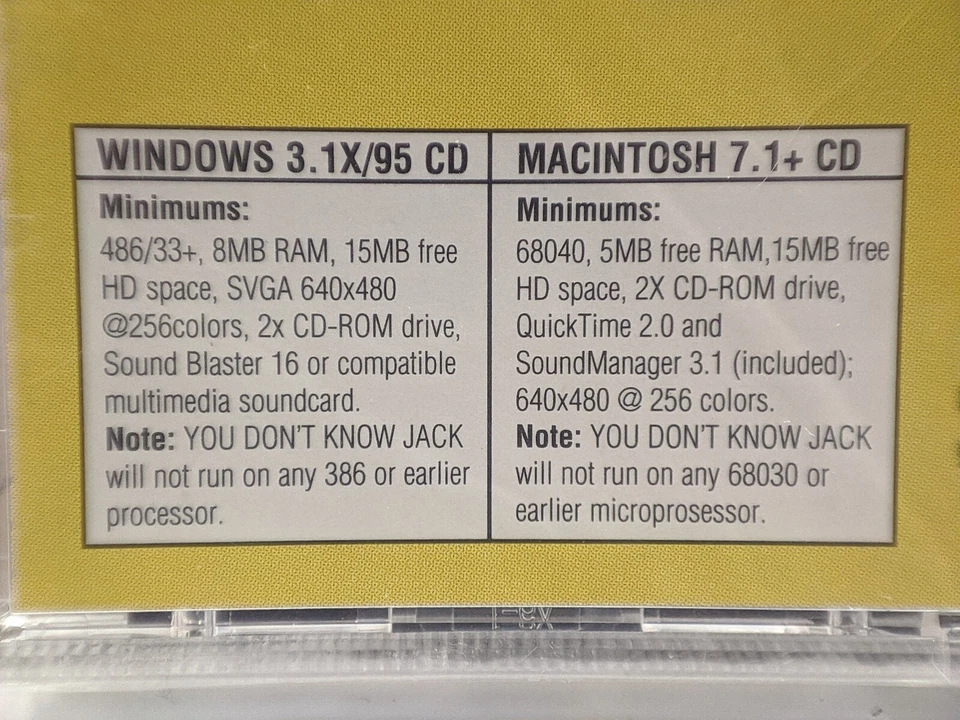 WINDOWS 3.1X/95 CD
Minimums:
486/33+, 8MB RAM, 15MB free
HD space, SVGA 640x480
@256colors, 2x CD-ROM drive,
Sound Blaster 16 or compatible
multimedia soundcard.
Note: YOU DON'T KNOW JACK
will not run on any 386 or earlier
processor.
MACINTOSH 7.1+ CD
Minimums:
68040, 5MB free RAM,15MB free
HD space, 2X CD-ROM drive,
QuickTime 2.0 and
SoundManager 3.1 (included);
640x480 @ 256 colors.
Note: YOU DON'T KNOW JACK
will not run on any 68030 or
earlier microprosessor.